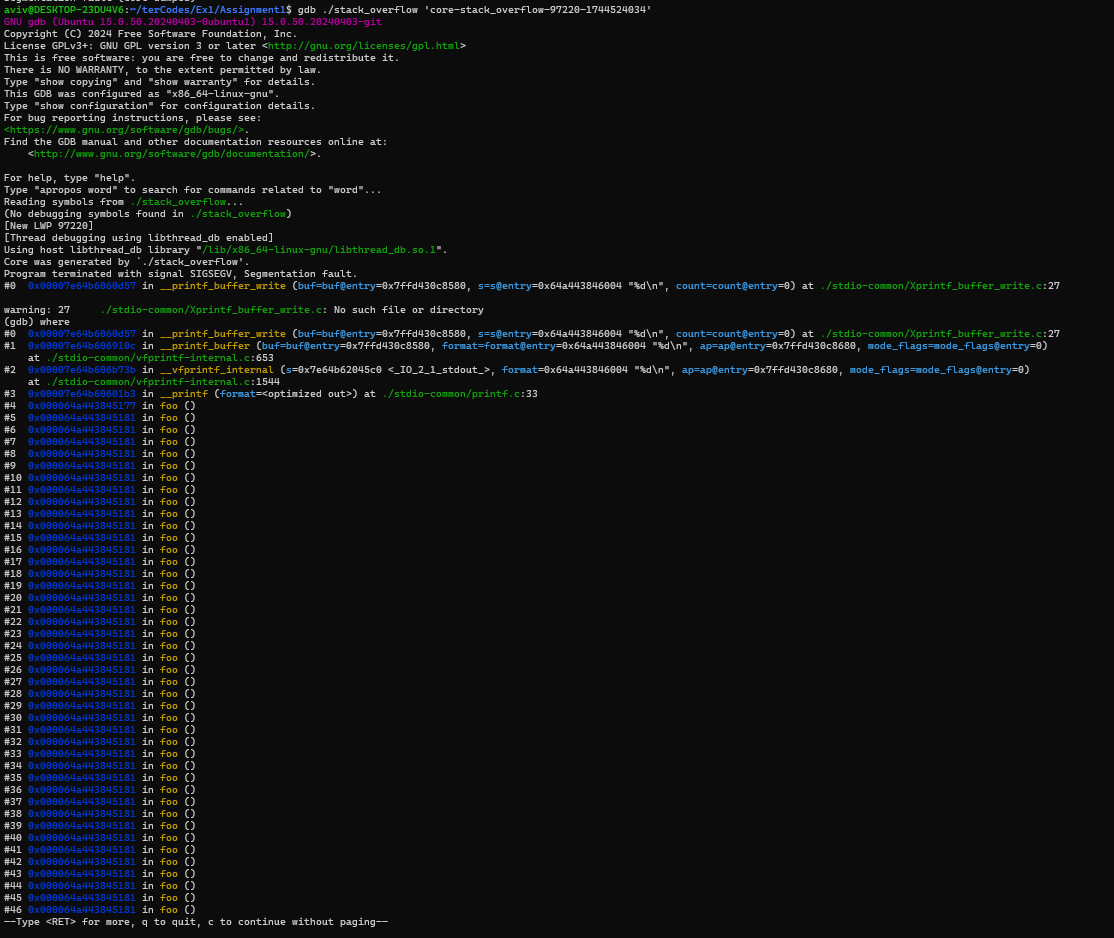 aviv@DESKTOP-23DU4V6:~/terCodes/Ex1/Assignment1$ gdb ./stack_overflow 'core-stack_overflow-97220-1744524034'
GNU gdb (Ubuntu 15.0.50.20240403-0ubuntu1) 15.0.50.20240403-git
Copyright (C) 2024 Free Software Foundation, Inc.
License GPLv3+: GNU GPL version 3 or later <http://gnu.org/licenses/gpl.html>
This is free software: you are free to change and redistribute it.
There is NO WARRANTY, to the extent permitted by law.
Type "show copying" and "show warranty" for details.
This GDB was configured as "x86_64-linux-gnu".
Type "show configuration" for configuration details.
For bug reporting instructions, please see:
<https://www.gnu.org/software/gdb/bugs/>.
Find the GDB manual and other documentation resources online at:
    <http://www.gnu.org/software/gdb/documentation/>.

For help, type "help".
Type "apropos word" to search for commands related to "word"...
Reading symbols from ./stack_overflow...
(No debugging symbols found in ./stack_overflow)
[New LWP 97220]
[Thread debugging using libthread_db enabled]
Using host libthread_db library "/lib/x86_64-linux-gnu/libthread_db.so.1".
Core was generated by `./stack_overflow'.
Program terminated with signal SIGSEGV, Segmentation fault.
#0  0x00007e64b6060d57 in __printf_buffer_write (buf=buf@entry=0x7ffd430c8580, s=s@entry=0x64a443846004 "%d\n", count=count@entry=0) at ./stdio-common/Xprintf_buffer_write.c:27

warning: 27     ./stdio-common/Xprintf_buffer_write.c: No such file or directory
(gdb) where
#0  0x00007e64b6060d57 in __printf_buffer_write (buf=buf@entry=0x7ffd430c8580, s=s@entry=0x64a443846004 "%d\n", count=count@entry=0) at ./stdio-common/Xprintf_buffer_write.c:27
#1  0x00007e64b606910c in __printf_buffer (buf=buf@entry=0x7ffd430c8580, format=format@entry=0x64a443846004 "%d\n", ap=ap@entry=0x7ffd430c8680, mode_flags=mode_flags@entry=0)
    at ./stdio-common/vfprintf-internal.c:653
#2  0x00007e64b606b73b in __vfprintf_internal (s=0x7e64b62045c0 <_IO_2_1_stdout_>, format=0x64a443846004 "%d\n", ap=ap@entry=0x7ffd430c8680, mode_flags=mode_flags@entry=0)
    at ./stdio-common/vfprintf-internal.c:1544
#3  0x00007e64b60601b3 in __printf (format=<optimized out>) at ./stdio-common/printf.c:33
#4  0x000064a443845177 in foo ()
#5  0x000064a443845181 in foo ()
#6  0x000064a443845181 in foo ()
#7  0x000064a443845181 in foo ()
#8  0x000064a443845181 in foo ()
#9  0x000064a443845181 in foo ()
#10 0x000064a443845181 in foo ()
#11 0x000064a443845181 in foo ()
#12 0x000064a443845181 in foo ()
#13 0x000064a443845181 in foo ()
#14 0x000064a443845181 in foo ()
#15 0x000064a443845181 in foo ()
#16 0x000064a443845181 in foo ()
#17 0x000064a443845181 in foo ()
#18 0x000064a443845181 in foo ()
#19 0x000064a443845181 in foo ()
#20 0x000064a443845181 in foo ()
#21 0x000064a443845181 in foo ()
#22 0x000064a443845181 in foo ()
#23 0x000064a443845181 in foo ()
#24 0x000064a443845181 in foo ()
#25 0x000064a443845181 in foo ()
#26 0x000064a443845181 in foo ()
#27 0x000064a443845181 in foo ()
#28 0x000064a443845181 in foo ()
#29 0x000064a443845181 in foo ()
#30 0x000064a443845181 in foo ()
#31 0x000064a443845181 in foo ()
#32 0x000064a443845181 in foo ()
#33 0x000064a443845181 in foo ()
#34 0x000064a443845181 in foo ()
#35 0x000064a443845181 in foo ()
#36 0x000064a443845181 in foo ()
#37 0x000064a443845181 in foo ()
#38 0x000064a443845181 in foo ()
#39 0x000064a443845181 in foo ()
#40 0x000064a443845181 in foo ()
#41 0x000064a443845181 in foo ()
#42 0x000064a443845181 in foo ()
#43 0x000064a443845181 in foo ()
#44 0x000064a443845181 in foo ()
#45 0x000064a443845181 in foo ()
#46 0x000064a443845181 in foo ()
--Type <RET> for more, q to quit, c to continue without paging--